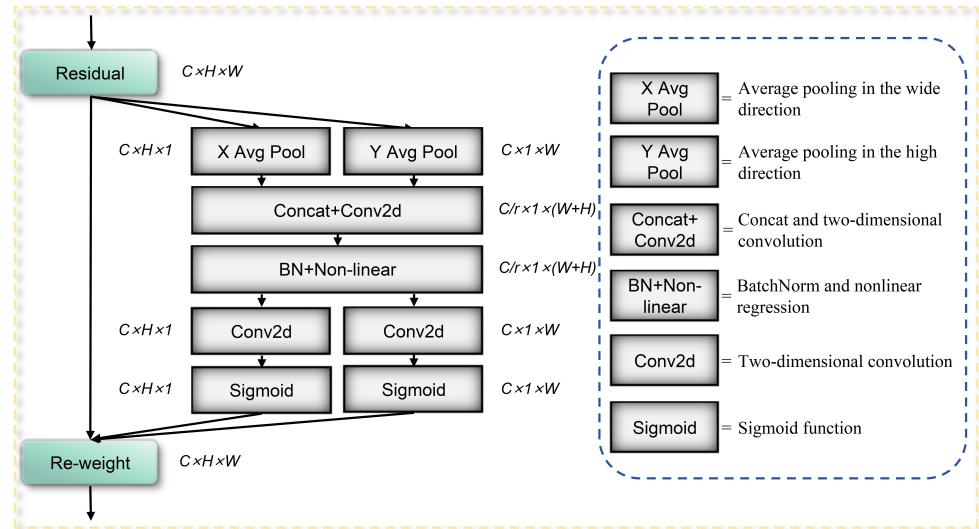 Residual
C×H×W
C×H×1
X Avg Pool
Y Avg Pool
C×1×W
Concat+Conv2d
C/r×1×(W+H)
BN+Non-linear
C/r×1×(W+H)
C×H×1
Conv2d
Conv2d
C×1×W
C×H×1
Sigmoid
Sigmoid
C×1×W
Re-weight
C×H×W
X Avg
Pool
= Average pooling in the wide
direction
Y Avg
Pool
= Average pooling in the high
direction
Concat+
Conv2d
= Concat and two-dimensional
convolution
BN+Non-
linear
= BatchNorm and nonlinear
regression
Conv2d = Two-dimensional convolution
Sigmoid = Sigmoid function